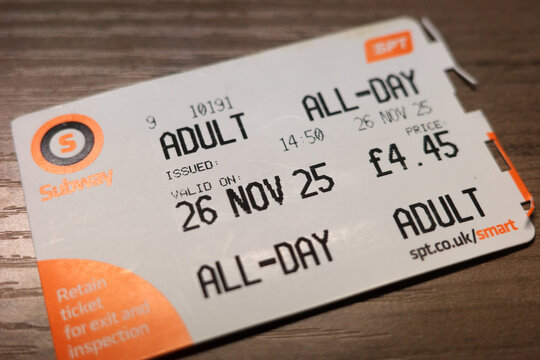 SPT
S
Subway
9 10191
ADULT ALL-DAY
ISSUED: 14:50 26 NOV 25
VALID ON: PRICE:
26 NOV 25 £4.45
ALL-DAY ADULT
spt.co.uk/smart
Retain
ticket
for exit and
inspection